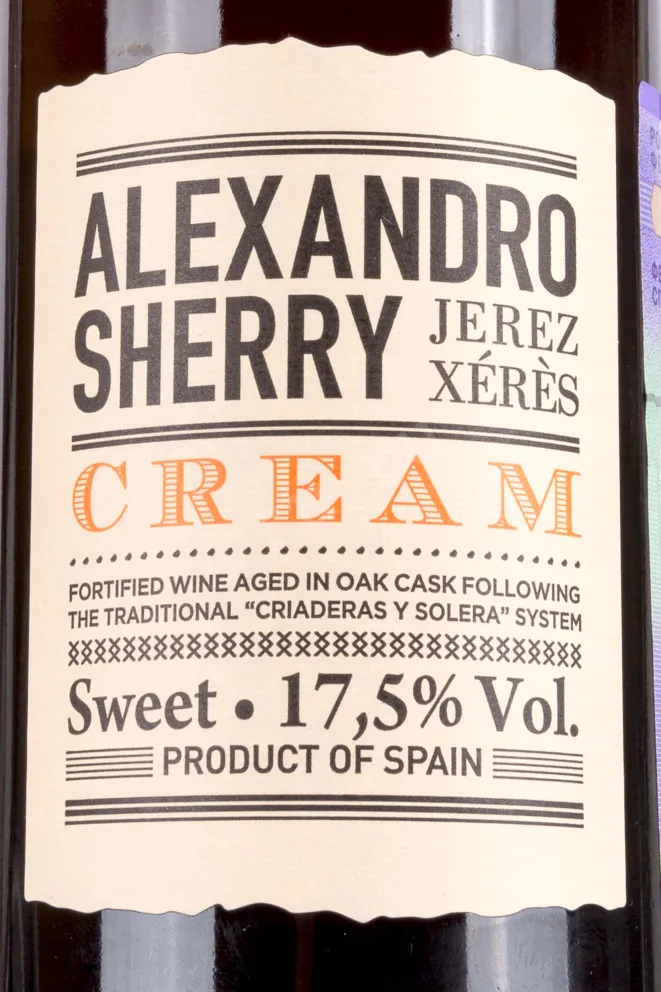 ALEXANDRO
SHERRY JEREZ
XÉRÈS
CREAM
FORTIFIED WINE AGED IN OAK CASK FOLLOWING
THE TRADITIONAL “CRIADERAS Y SOLERA” SYSTEM
Sweet • 17,5% Vol.
PRODUCT OF SPAIN